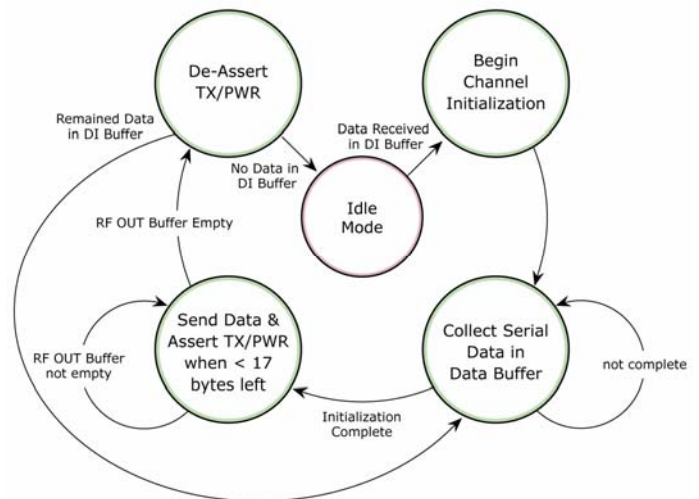 De-Assert
TX/PWR
Begin
Channel
Initialization
Remained Data
in DI Buffer
Data Received
in DI Buffer
No Data in
DI Buffer
Idle
Mode
RF OUT Buffer Empty
Send Data &
Assert TX/PWR
when < 17
bytes left
Collect Serial
Data in
Data Buffer
RF OUT Buffer
not empty
not complete
Initialization
Complete